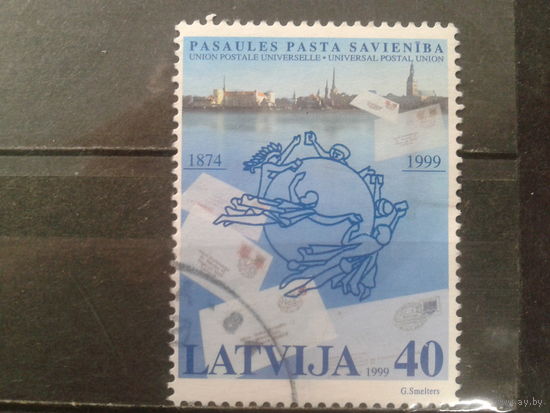 PASAULES PASTA SAVIENĪBA
UNION POSTALE UNIVERSELLE • UNIVERSAL POSTAL UNION
1874 1999
LATVIJA 1999 40
G.Smelters